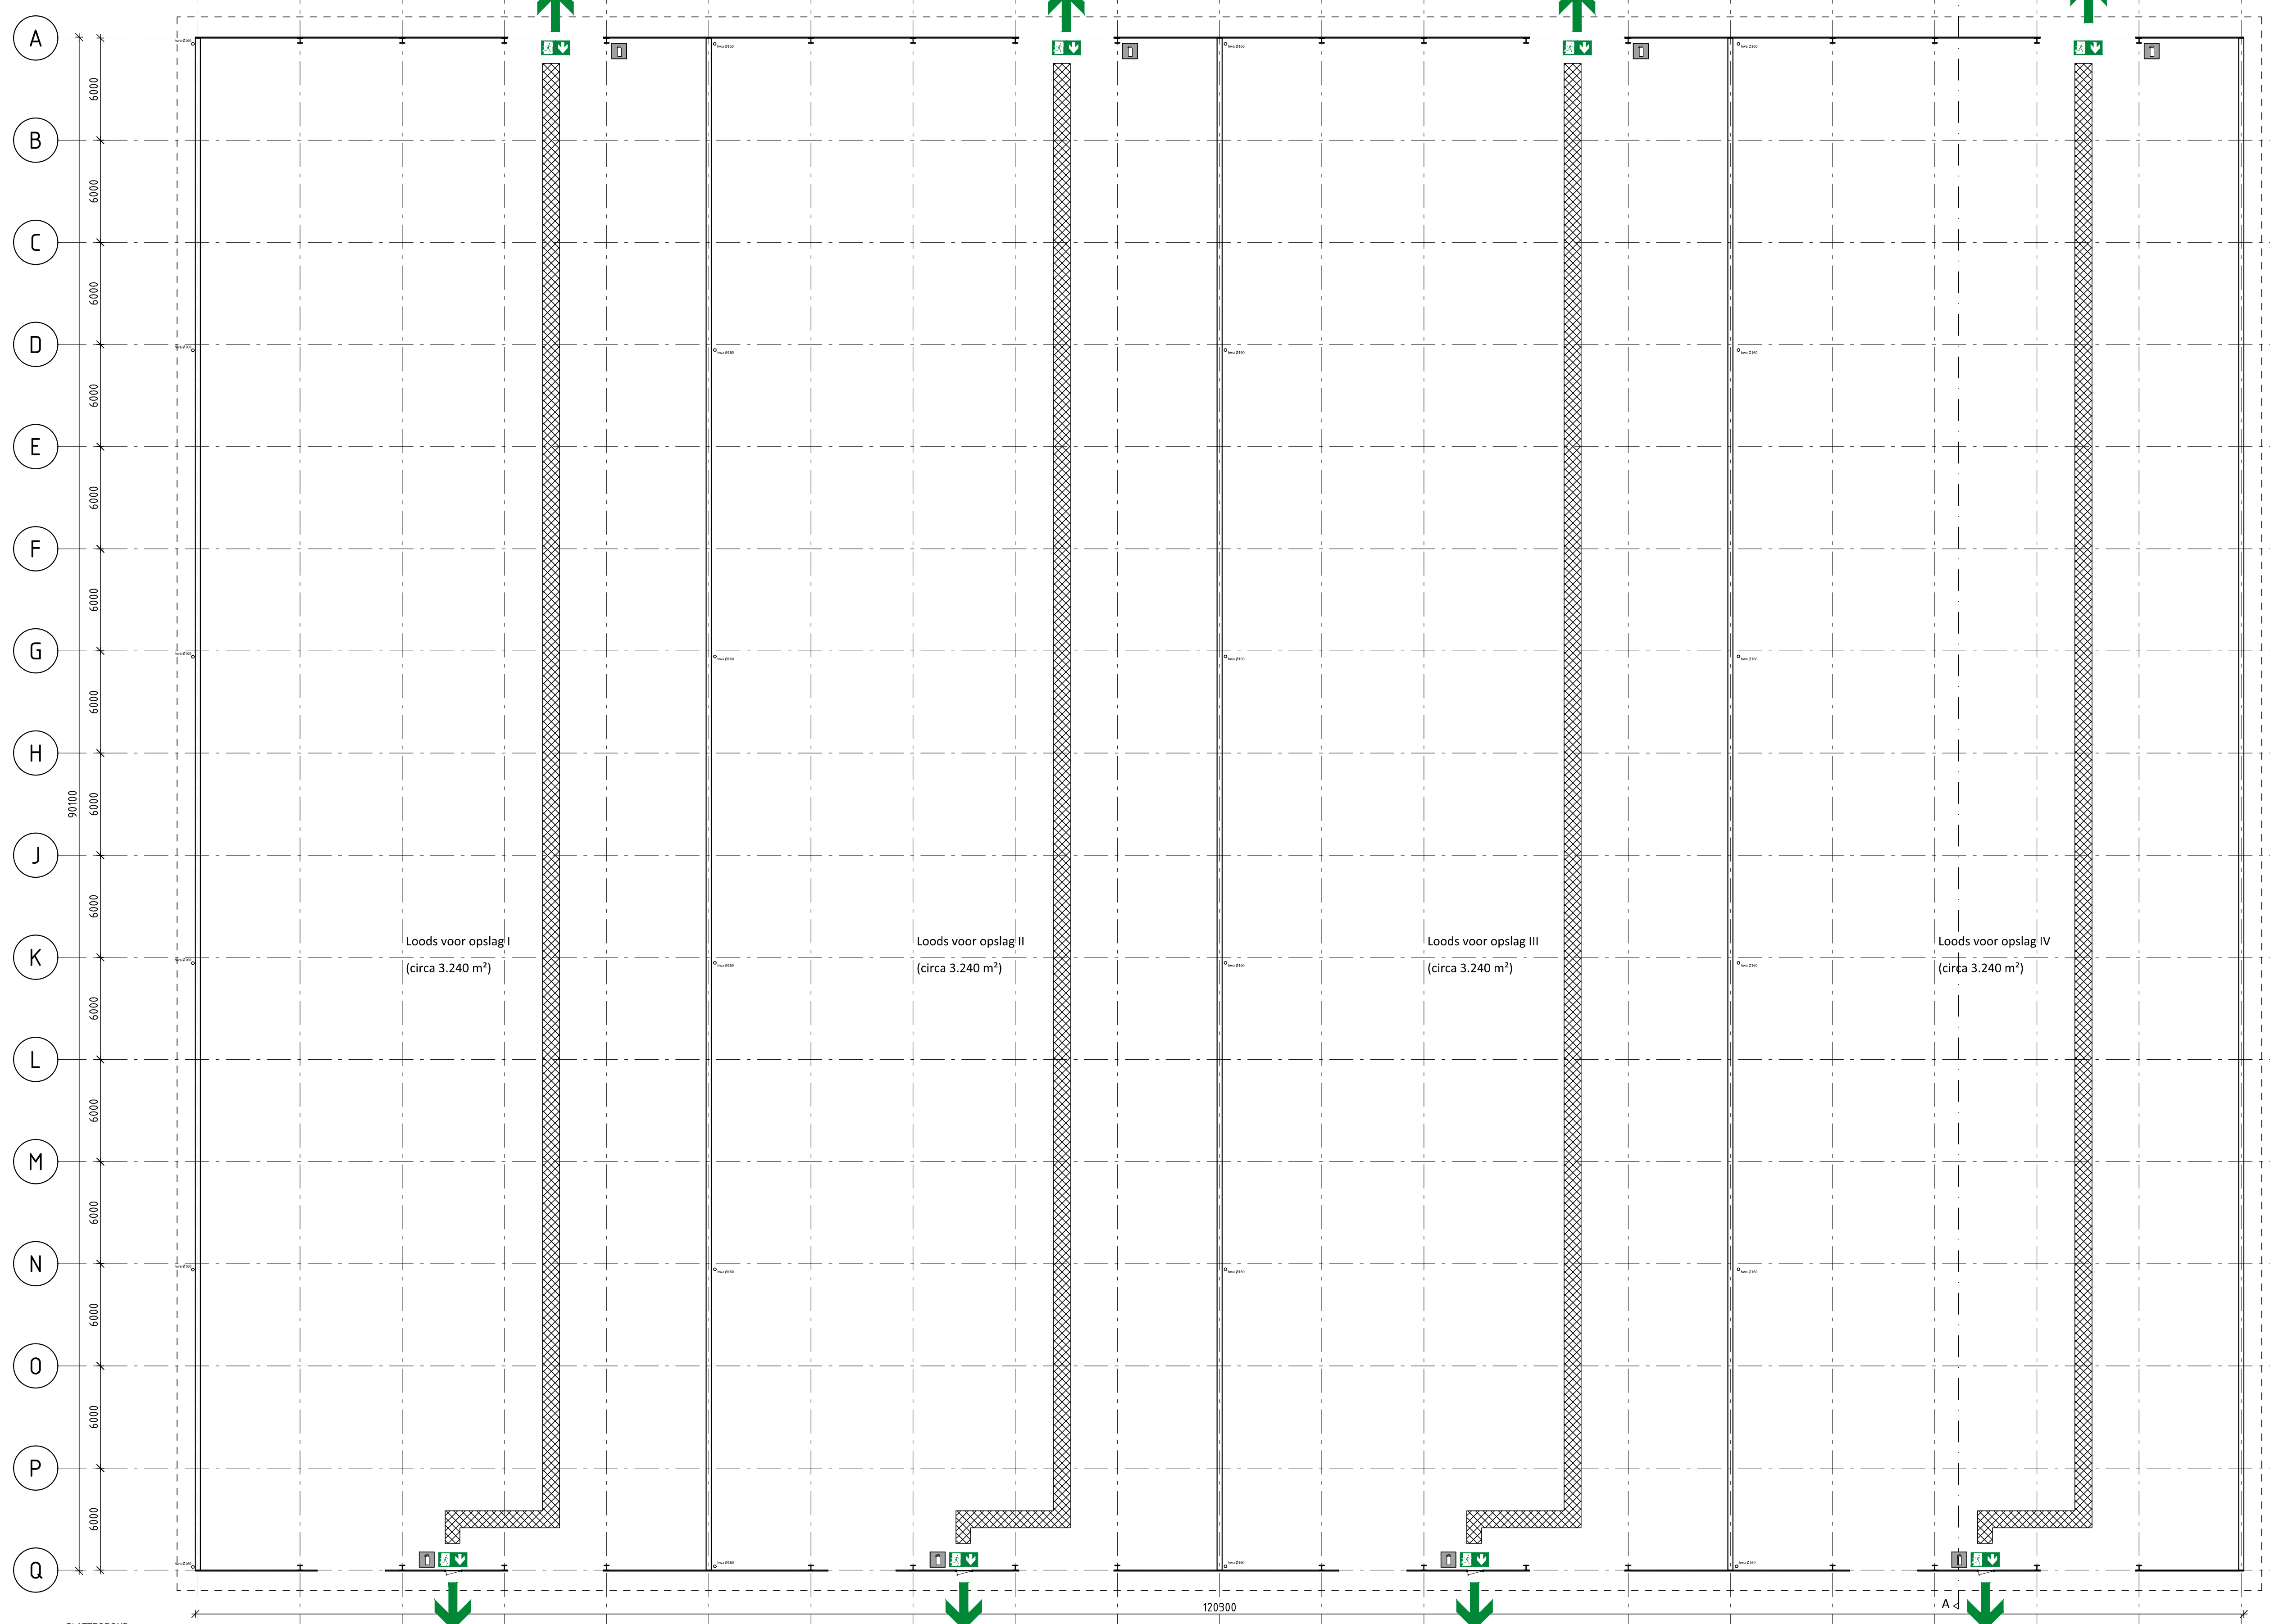 A
6000
B
6000
C
6000
D
6000
E
6000
F
6000
G
6000
H
90100
6000
J
6000
Loods voor opslag I
(circa 3.240 m²)
Loods voor opslag II
(circa 3.240 m²)
Loods voor opslag III
(circa 3.240 m²)
Loods voor opslag IV
(circa 3.240 m²)
K
6000
L
6000
M
6000
N
6000
O
6000
P
6000
Q
120300
A